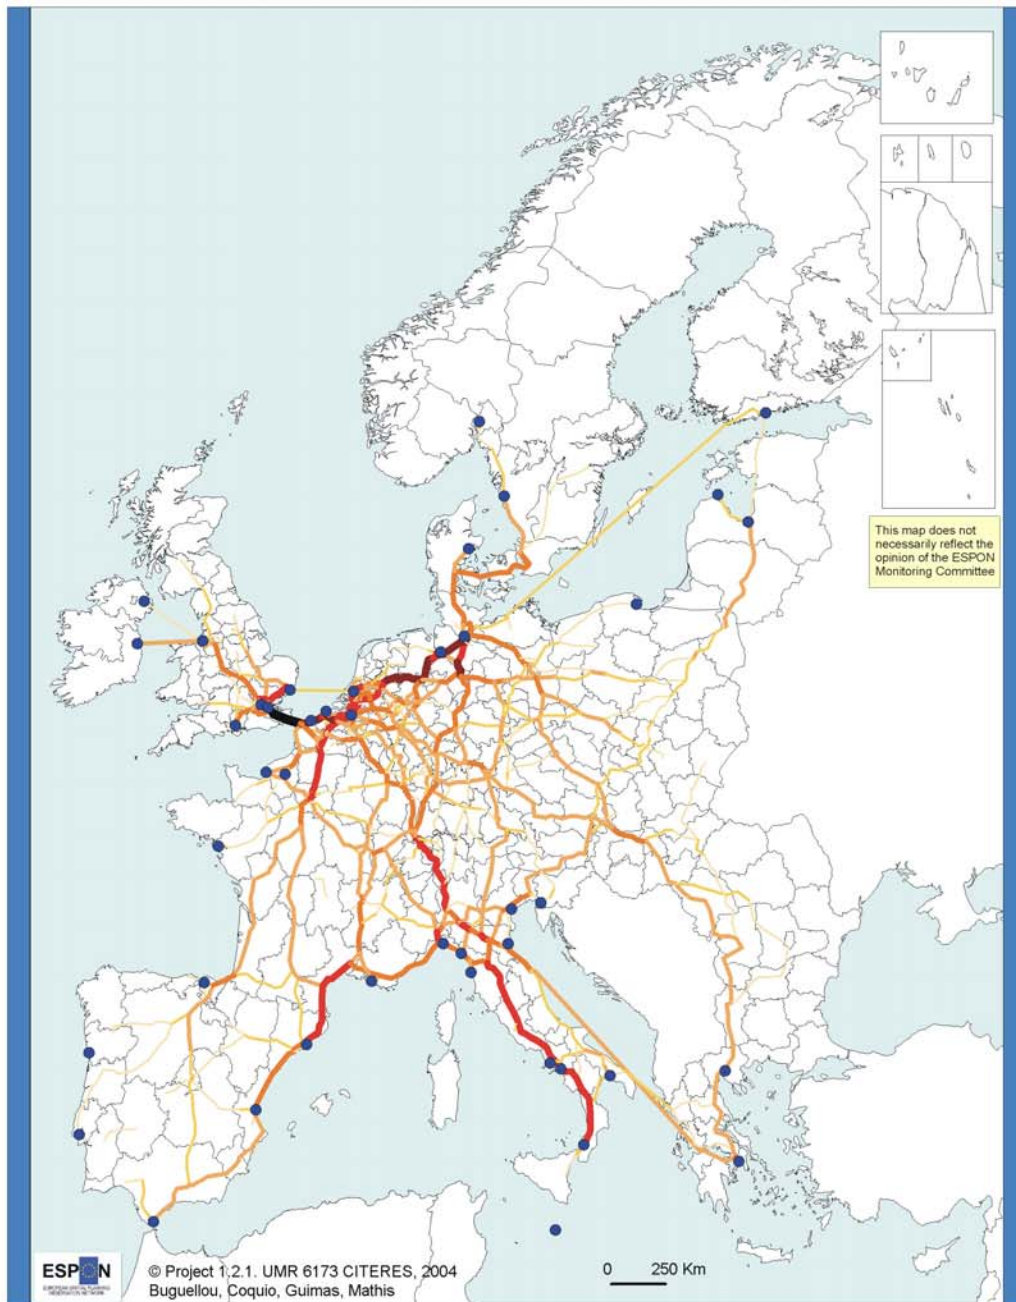 This map does not
necessarily reflect the
opinion of the ESPON
Monitoring Committee
ESPON
© Project 1.2.1. UMR 6173 CITERES, 2004
Buguellou, Coquio, Guimas, Mathis
0 250 Km